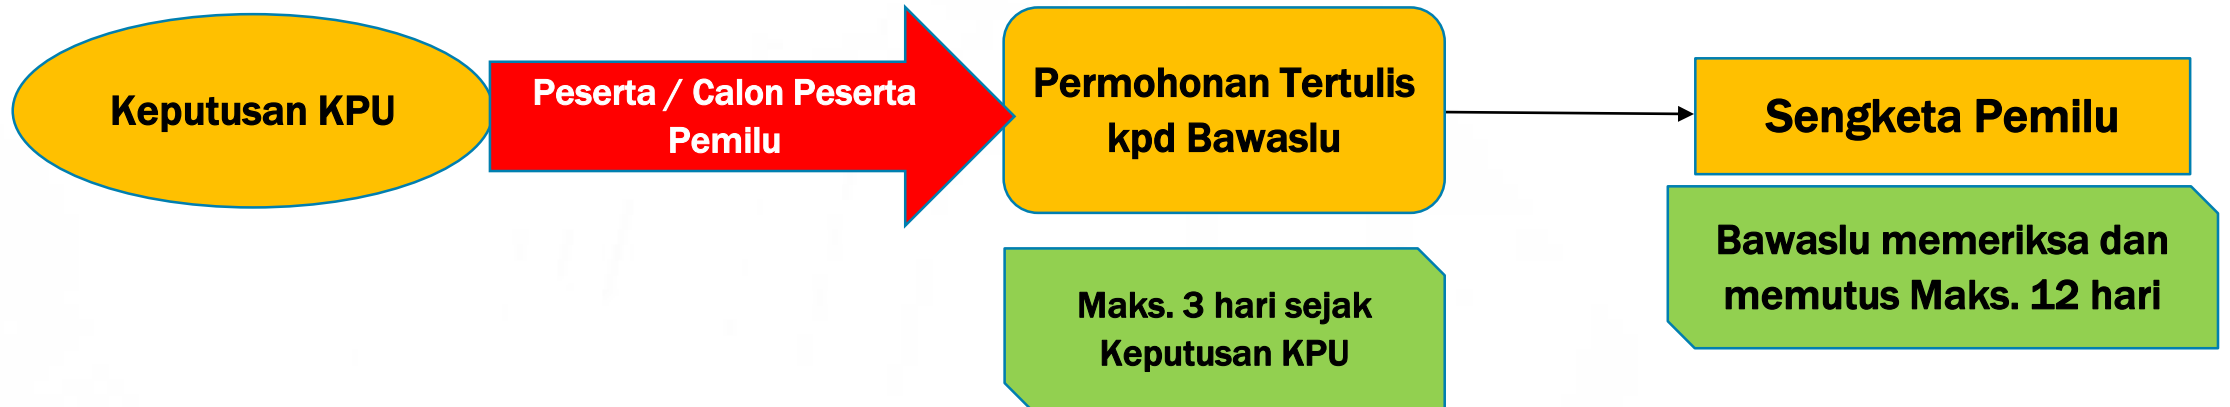 Keputusan KPU
Peserta / Calon Peserta
Pemilu
Permohonan Tertulis
kpd Bawaslu
Maks. 3 hari sejak
Keputusan KPU
Sengketa Pemilu
Bawaslu memeriksa dan
memutus Maks. 12 hari